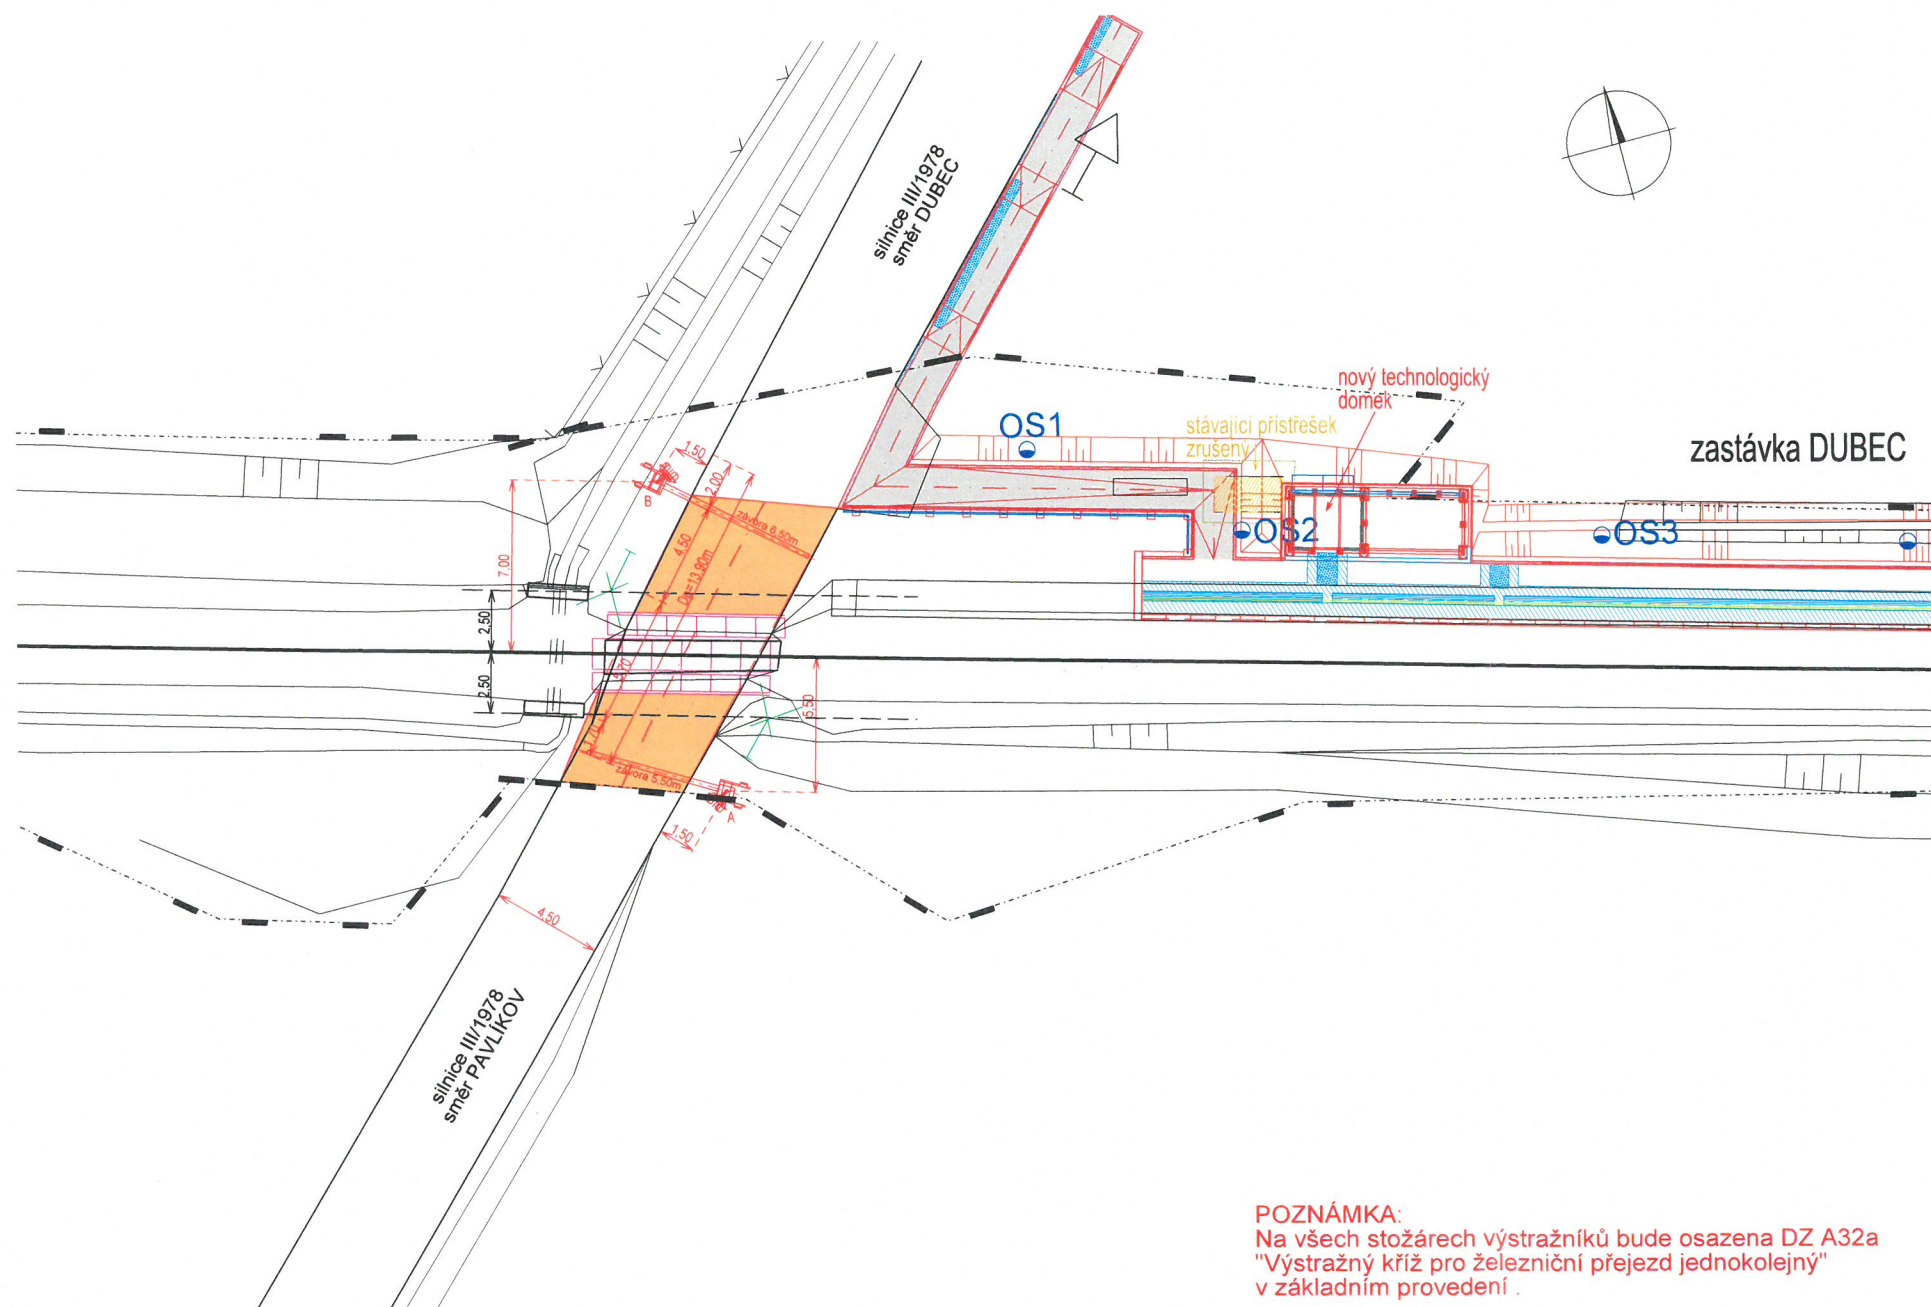 silnice III/1978
směr DUBEC
nový technologický
domek
OS1
stávající přístřešek
zrušený
zastávka DUBEC
1,50
2,00
B
závora 6,50m
OS2
OS3
4,50
7,00
Dp=13,90m
2,50
2,50
5,50
1,70
závora 5,50m
A
1,50
4,50
silnice III/1978
směr PAVLÍKOV
POZNÁMKA:
Na všech stožárech výstražníků bude osazena DZ A32a
"Výstražný kříž pro železniční přejezd jednokolejný"
v základním provedení .